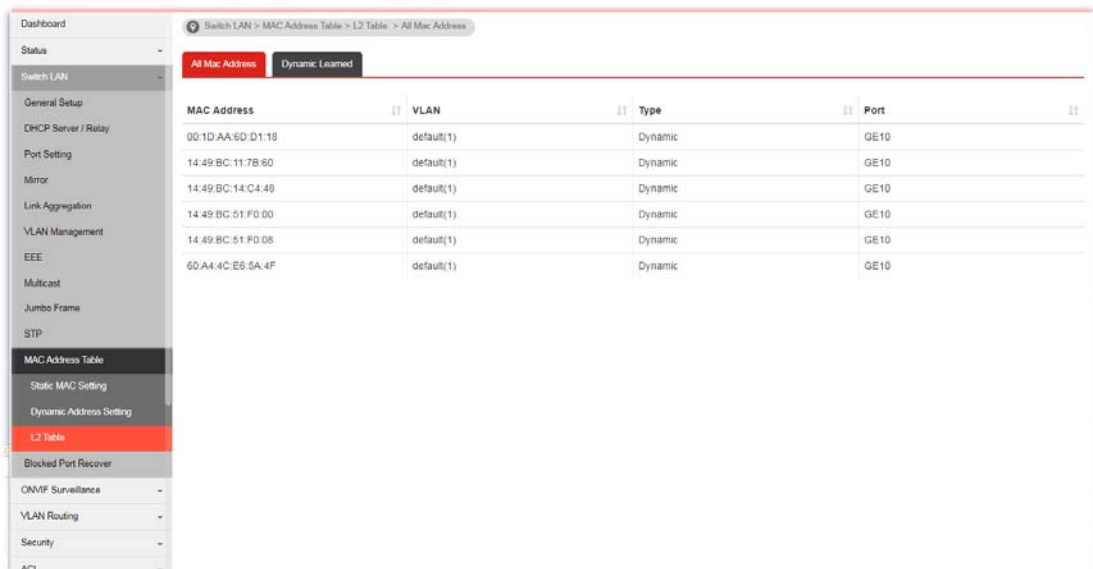 Dashboard
Status
Switch LAN
General Setup
DHCP Server / Relay
Port Setting
Mirror
Link Aggregation
VLAN Management
EEE
Multicast
Jumbo Frame
STP
MAC Address Table
Static MAC Setting
Dynamic Address Setting
L2 Table
Blocked Port Recover
ONVIF Surveillance
VLAN Routing
Security
ACL
Switch LAN > MAC Address Table > L2 Table > All Mac Address
All Mac Address Dynamic Learned
MAC Address VLAN Type Port
00:1D:AA:6D:D1:18 default(1) Dynamic GE10
14:49:BC:11:7B:60 default(1) Dynamic GE10
14:49:BC:14:C4:48 default(1) Dynamic GE10
14:49:BC:51:F0:00 default(1) Dynamic GE10
14:49:BC:51:F0:08 default(1) Dynamic GE10
60:A4:4C:E6:5A:4F default(1) Dynamic GE10